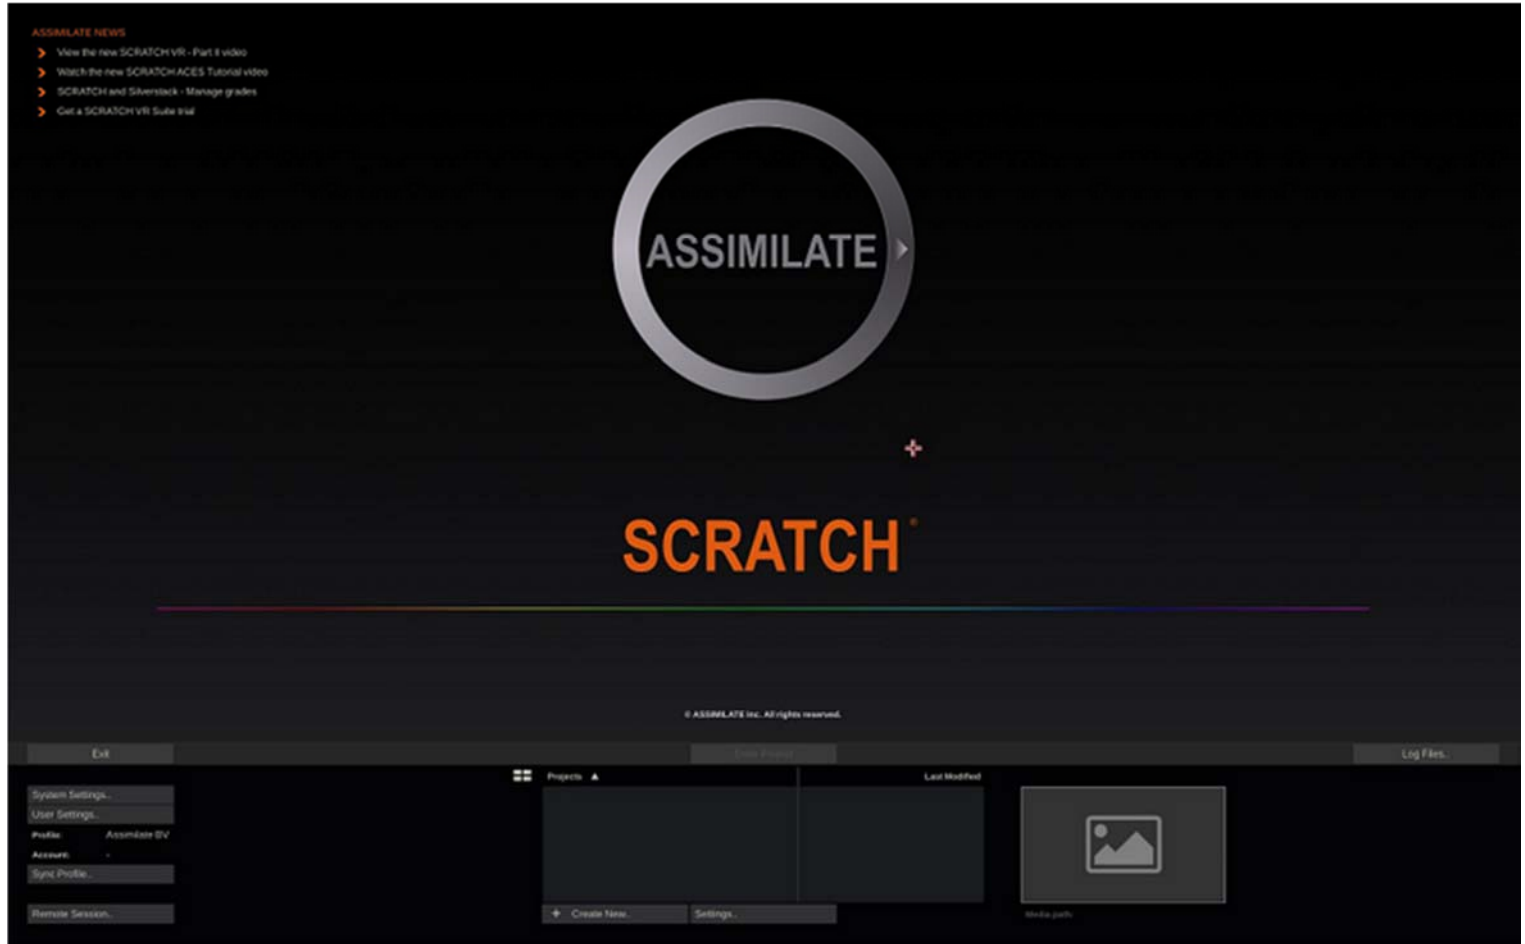 ASSIMILATE NEWS
View the new SCRATCH VR - Part II video
Watch the new SCRATCH ACES Tutorial video
SCRATCH and Silverstack - Manage grades
Get a SCRATCH VR Suite trial
ASSIMILATE
SCRATCH®
© ASSIMILATE Inc. All rights reserved.
Exit
Enter Project
Log Files..
Projects ▲ Last Modified
System Settings..
User Settings..
Profile: Assimilate BV
Account: -
Sync Profile..
Remote Session..
+ Create New..
Settings..
Media path: